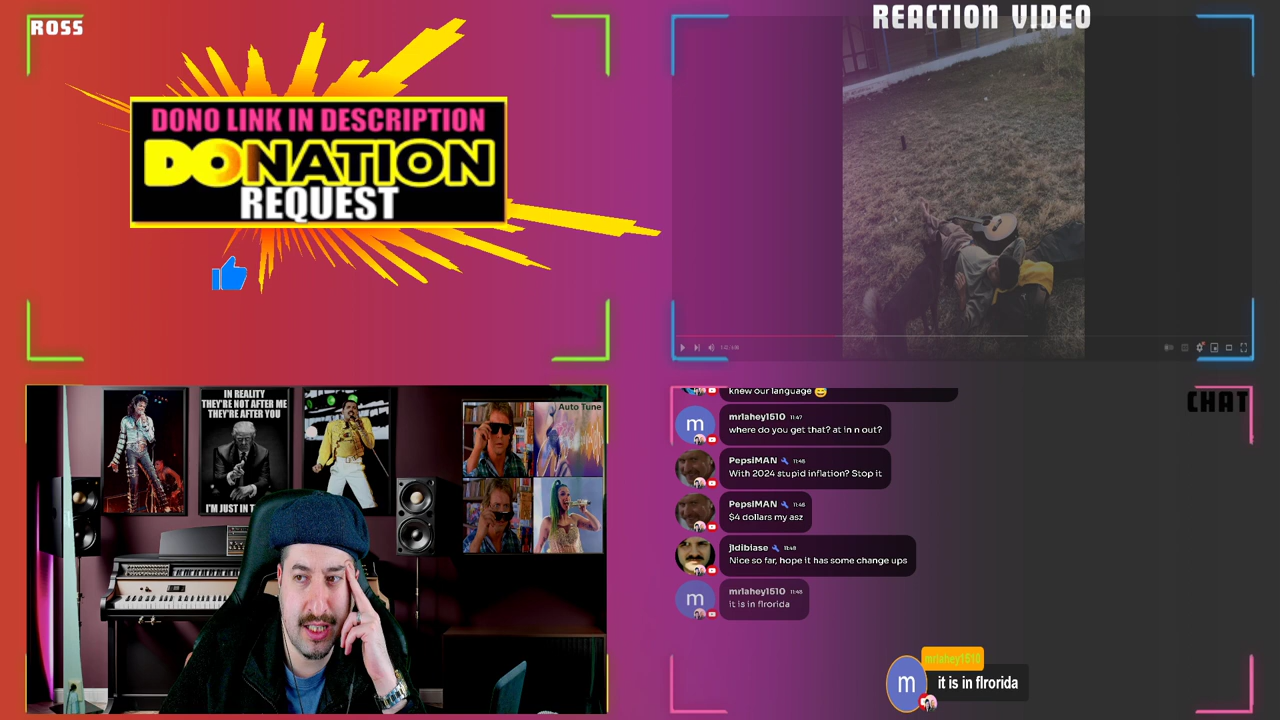 ROSS
REACTION VIDEO
DONO LINK IN DESCRIPTION
DONATION
REQUEST
IN REALITY
THEY'RE NOT AFTER ME
THEY'RE AFTER YOU
I'M JUST IN T
Auto Tune
CHAT
knew our language 😅
mrlahey1510 11:47
where do you get that? at in n out?
PepsiMAN 11:48
With 2024 stupid inflation? Stop it
PepsiMAN 11:48
$4 dollars my asz
jldibiase 11:48
Nice so far, hope it has some change ups
mrlahey1510 11:48
it is in flrorida
mrlahey1510
it is in flrorida